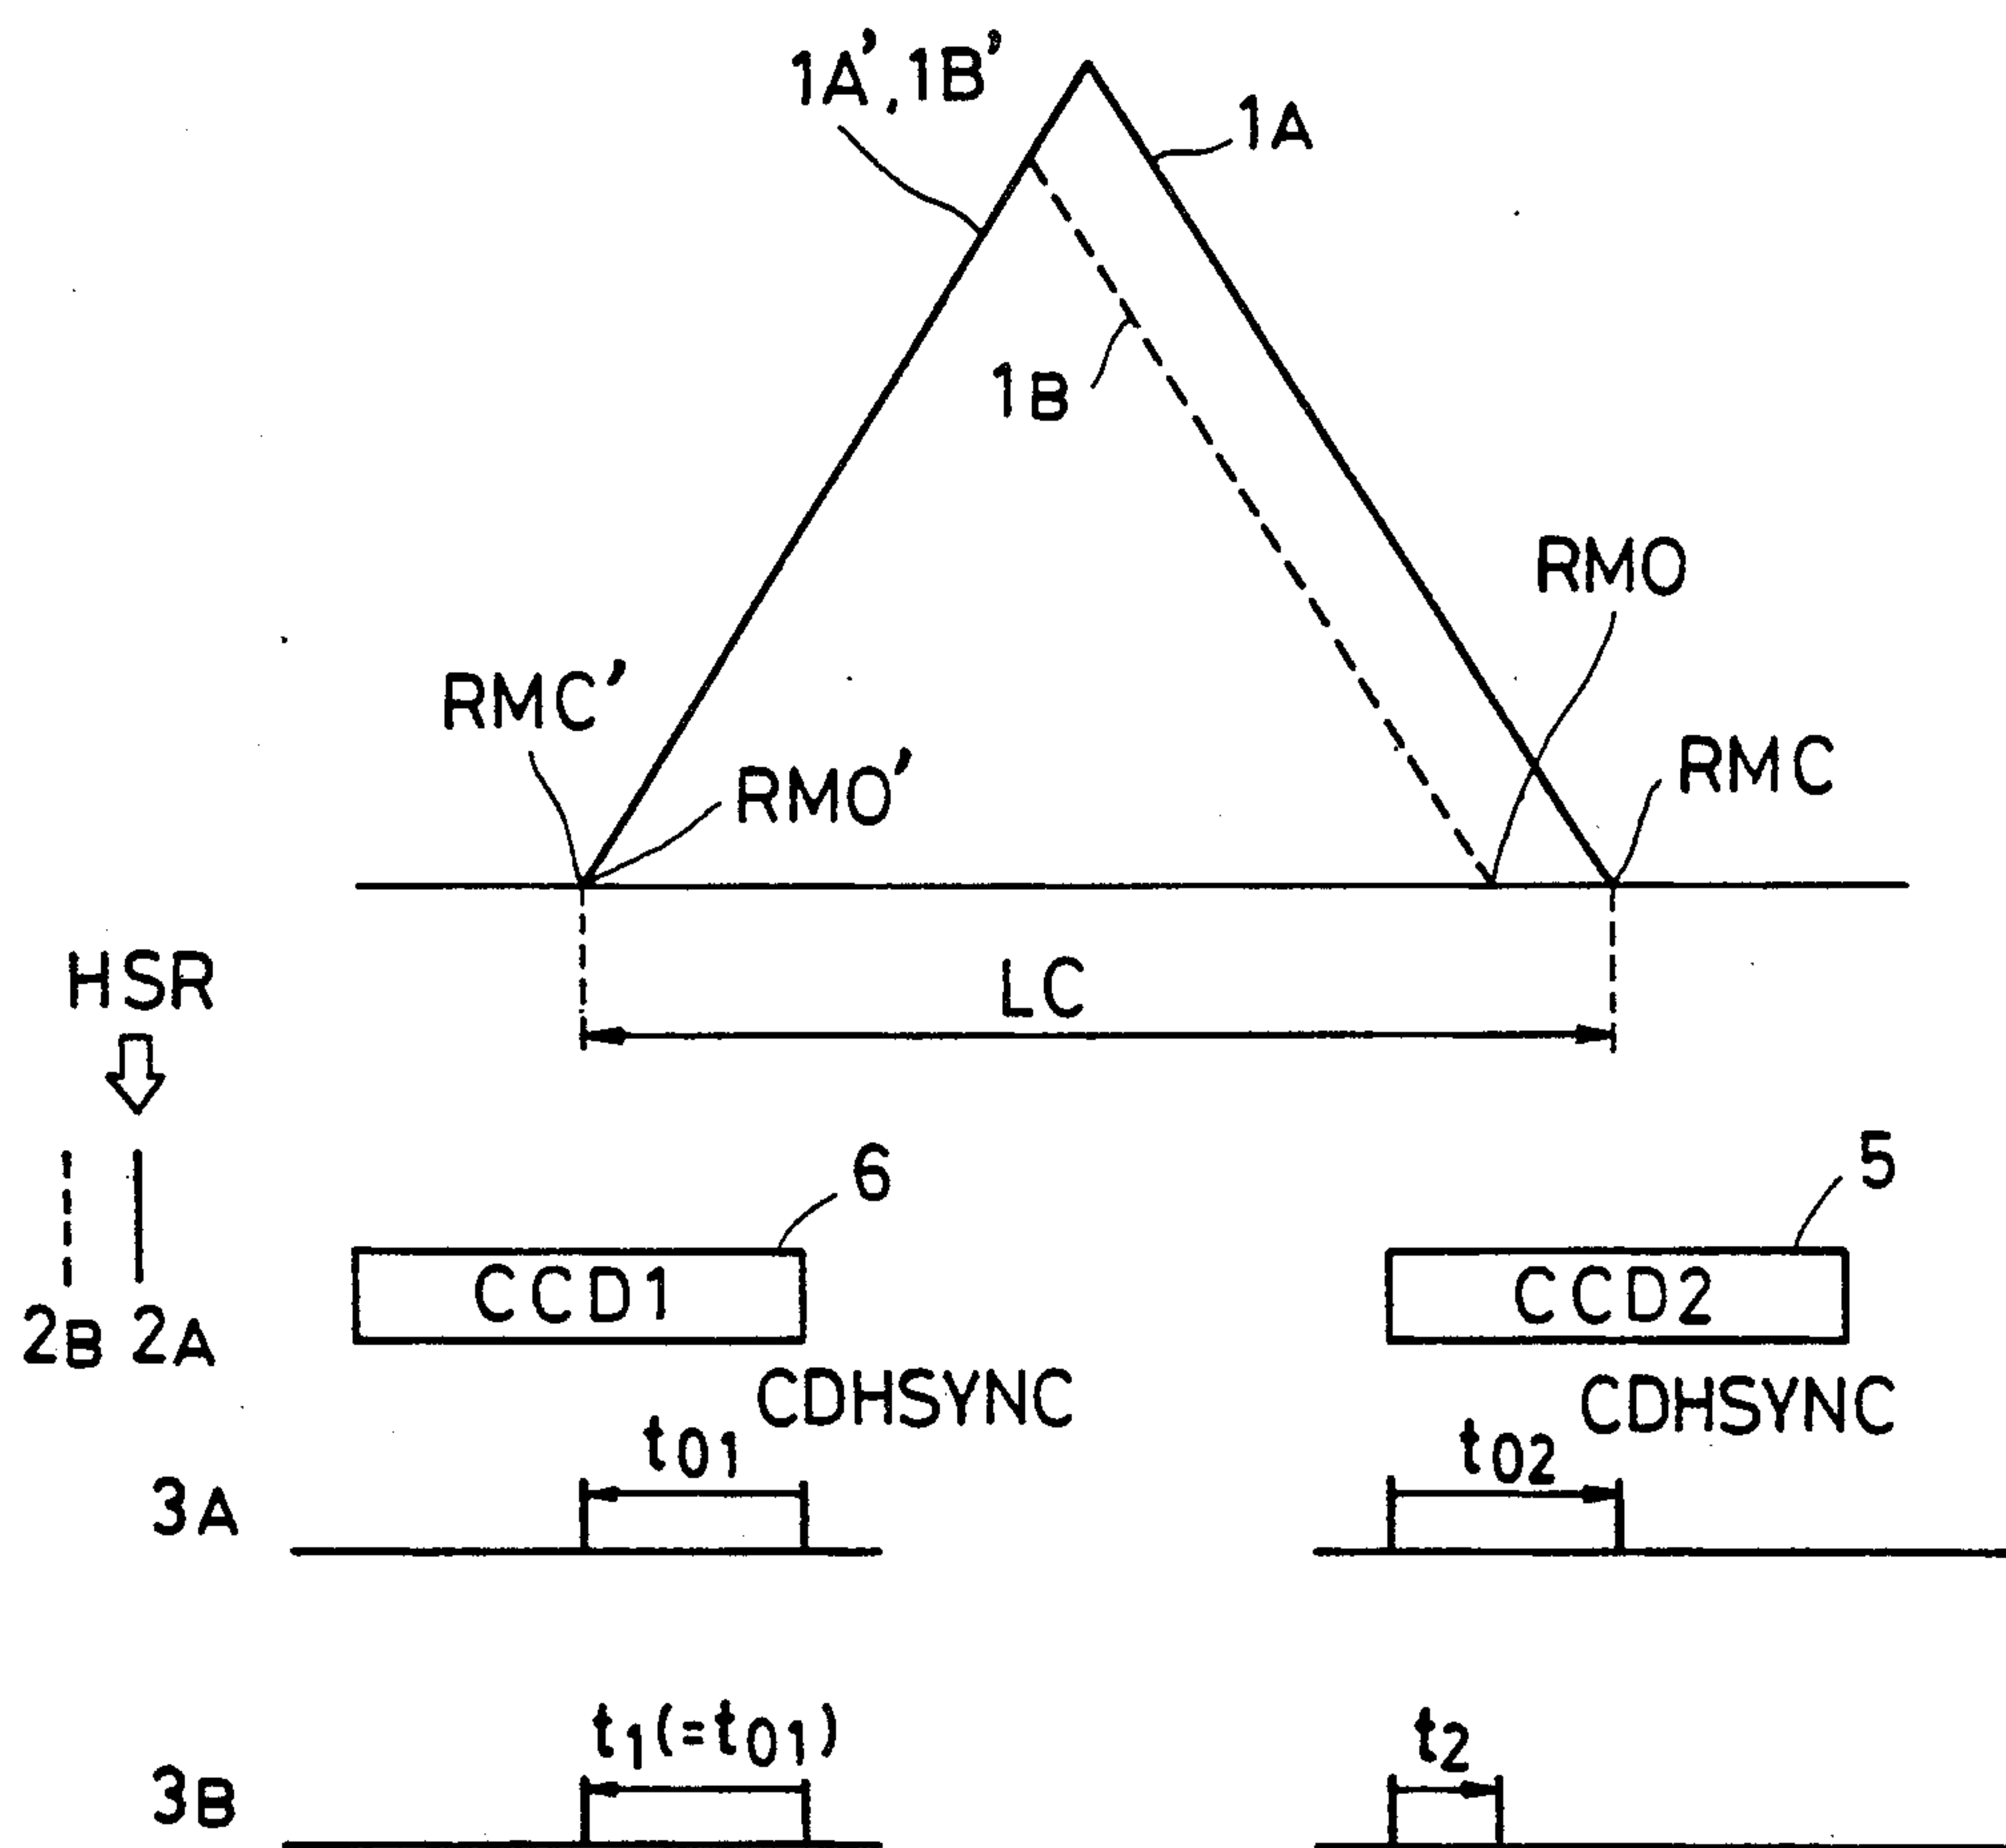 1A',1B'
1A
1B
RMO
RMC'
RMO'
RMC
HSR
LC
6
5
CCD1
CCD2
2B 2A
CDHSYNC
CDHSYNC
t01
t02
3A
t1(=t01)
t2
3B